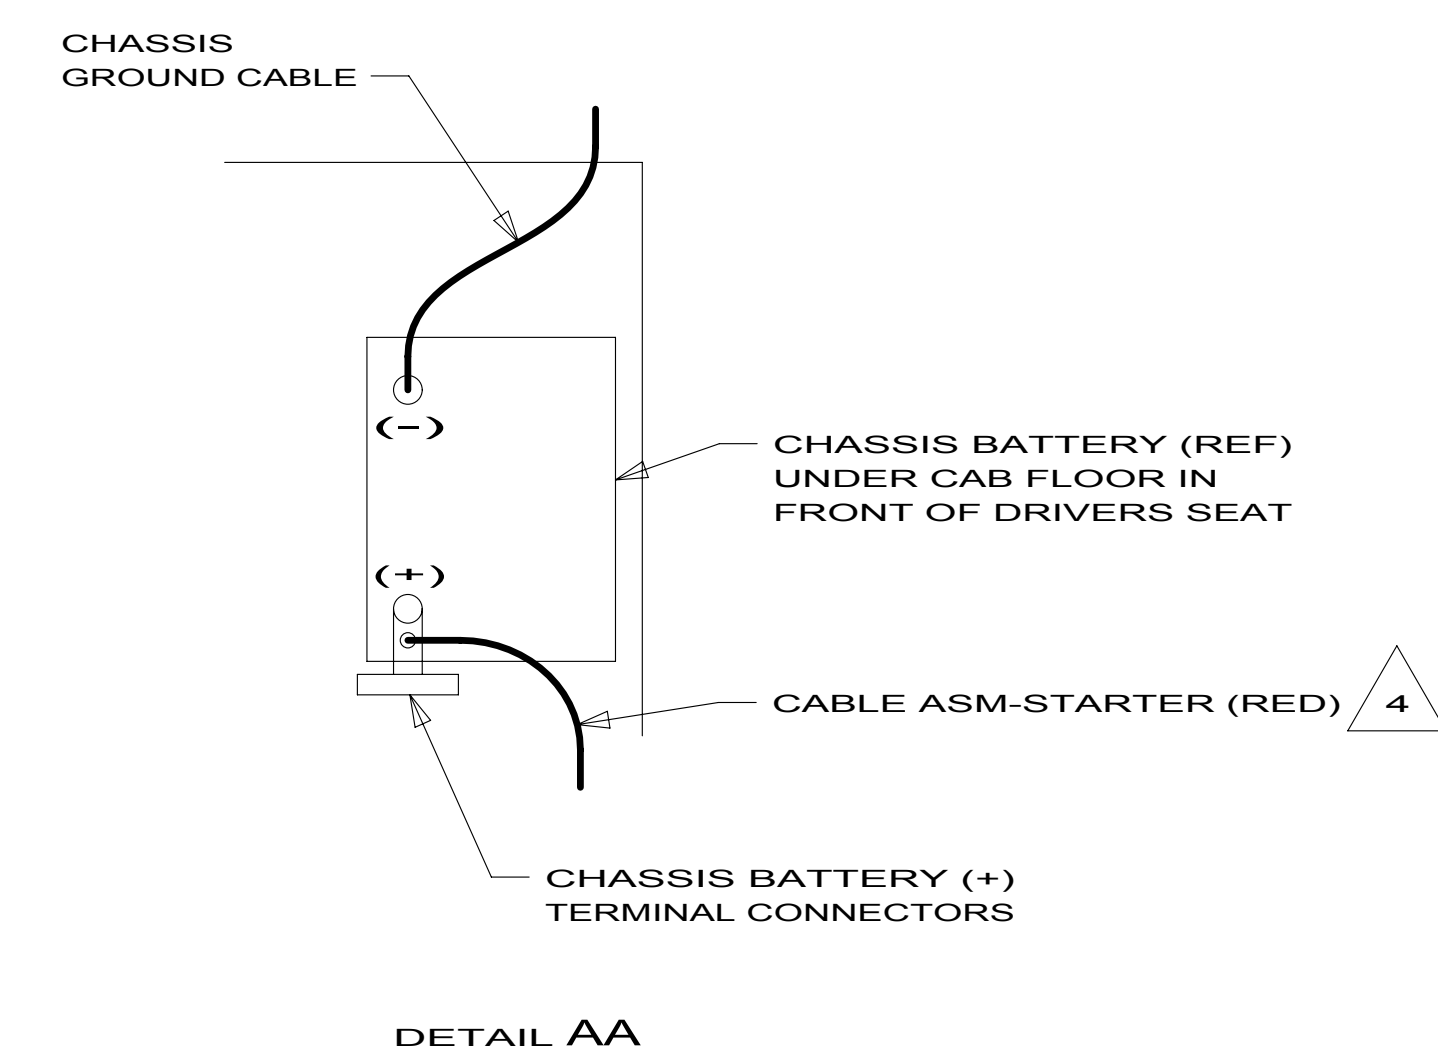 CHASSIS
GROUND CABLE
(-)
CHASSIS BATTERY (REF)
UNDER CAB FLOOR IN
FRONT OF DRIVERS SEAT
(+)
CABLE ASM-STARTER (RED) 4
CHASSIS BATTERY (+)
TERMINAL CONNECTORS
DETAIL AA